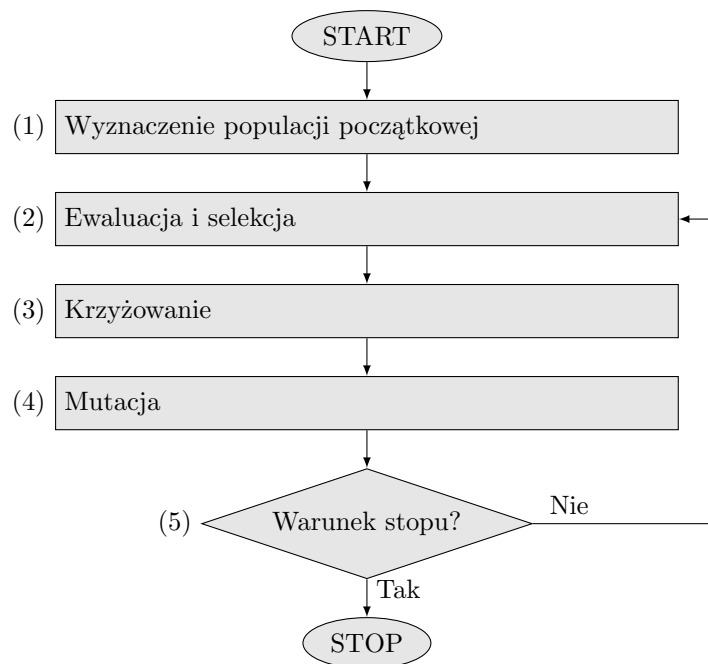 START
(1) Wyznaczenie populacji początkowej
(2) Ewaluacja i selekcja
(3) Krzyżowanie
(4) Mutacja
(5) Warunek stopu? Nie
Tak
STOP